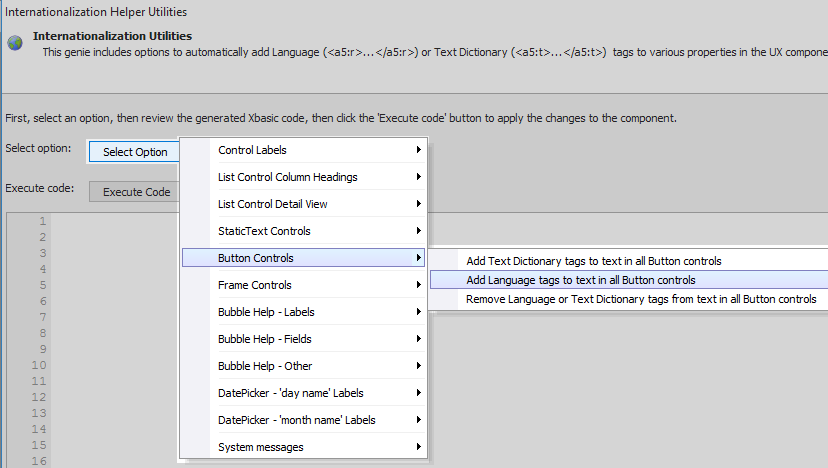 Internationalization Helper Utilities
Internationalization Utilities
This genie includes options to automatically add Language (<a5:r>...</a5:r>) or Text Dictionary (<a5:t>...</a5:t>) tags to various properties in the UX compone
First, select an option, then review the generated Xbasic code, then click the 'Execute code' button to apply the changes to the component.
Select option:
Select Option
Execute code:
Execute Code
Control Labels
List Control Column Headings
List Control Detail View
StaticText Controls
Button Controls
Frame Controls
Bubble Help - Labels
Bubble Help - Fields
Bubble Help - Other
DatePicker - 'day name' Labels
DatePicker - 'month name' Labels
System messages
Add Text Dictionary tags to text in all Button controls
Add Language tags to text in all Button controls
Remove Language or Text Dictionary tags from text in all Button controls
1
2
3
4
5
6
7
8
9
10
11
12
13
14
15
16